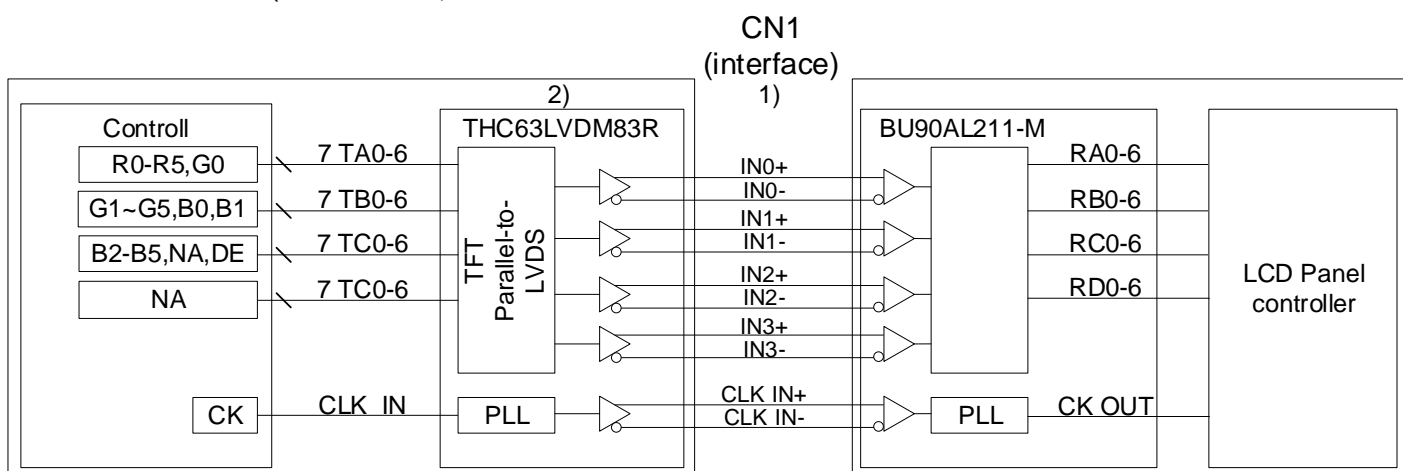 CN1
(interface)
1)
2)
Controll
R0-R5,G0
G1~G5,B0,B1
B2-B5,NA,DE
NA
CK
7 TA0-6
7 TB0-6
7 TC0-6
7 TC0-6
CLK IN
THC63LVDM83R
TFT
Parallel-to-
LVDS
PLL
IN0+
IN0-
IN1+
IN1-
IN2+
IN2-
IN3+
IN3-
CLK IN+
CLK IN-
BU90AL211-M
PLL
RA0-6
RB0-6
RC0-6
RD0-6
CK OUT
LCD Panel
controller